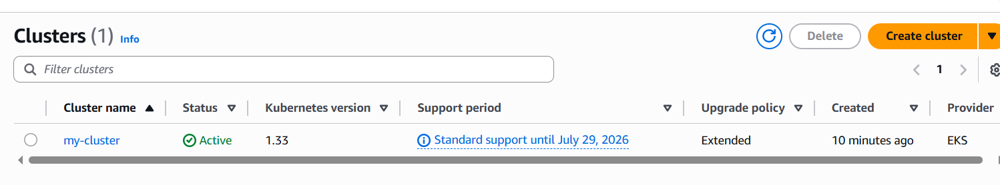 Clusters (1) Info
Delete
Create cluster
Filter clusters
1
Cluster name Status Kubernetes version Support period Upgrade policy Created Provider
my-cluster Active 1.33 Standard support until July 29, 2026 Extended 10 minutes ago EKS